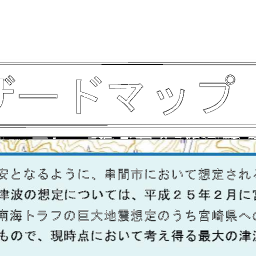 ザードマップ
安となるように、串間市において想定され
津波の想定については、平成２５年２月に
南海トラフの巨大地震想定のうち宮崎県へ
もので、現時点において考え得る最大の津